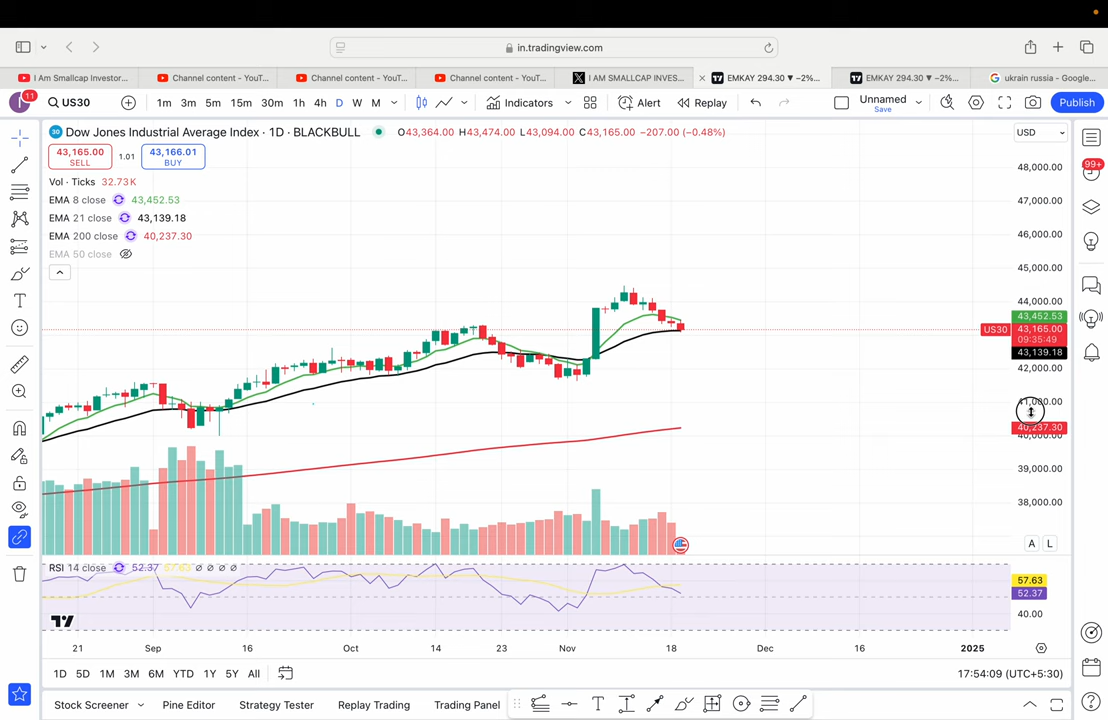 in.tradingview.com
I Am Smallcap Investor...
Channel content - YouT...
Channel content - YouT...
Channel content - YouT...
I AM SMALLCAP INVES...
EMKAY 294.30 ▼ −2%...
EMKAY 294.30 ▼ −2%...
ukrain russia - Google...
I 11 US30 1m 3m 5m 15m 30m 1h 4h D W M Indicators Alert Replay Unnamed Save Publish
30 Dow Jones Industrial Average Index · 1D · BLACKBULL O43,364.00 H43,474.00 L43,094.00 C43,165.00 −207.00 (−0.48%) USD
43,165.00 SELL 1.01 43,166.01 BUY
Vol · Ticks 32.73K
EMA 8 close 43,452.53
EMA 21 close 43,139.18
EMA 200 close 40,237.30
EMA 50 close
99+
48,000.00
47,000.00
46,000.00
45,000.00
44,000.00
43,452.53
US30 43,165.00
09:35:49
43,139.18
42,000.00
40,237.30
39,000.00
38,000.00
A L
RSI 14 close 52.37 57.63 ø ø ø ø
57.63
52.37
40.00
TV
21 Sep 16 Oct 14 23 Nov 18 Dec 16 2025
1D 5D 1M 3M 6M YTD 1Y 5Y All 17:54:09 (UTC+5:30)
Stock Screener Pine Editor Strategy Tester Replay Trading Trading Panel